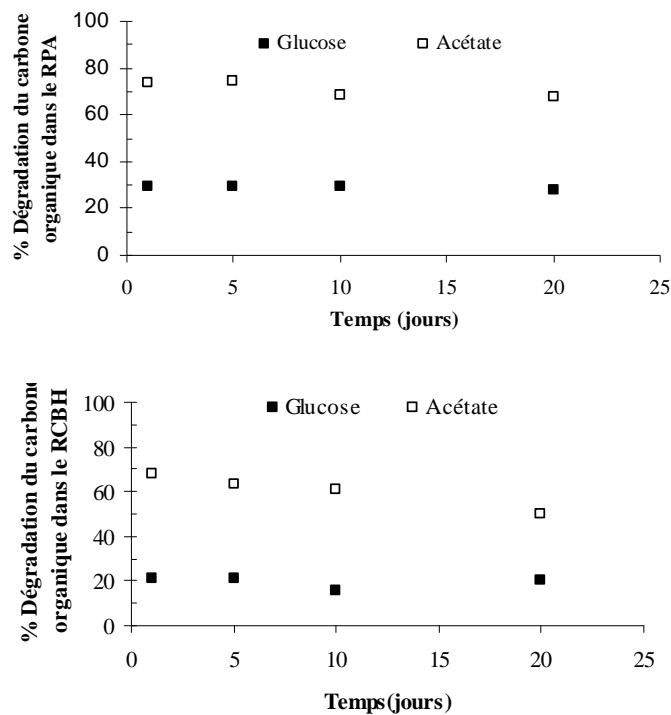 % Dégradation du carbone
organique dans le RPA
100
80
60
40
20
0
Glucose
Acétate
0 5 10 15 20 25
Temps (jours)
% Dégradation du carbone
organique dans le RCBH
100
80
60
40
20
0
Glucose
Acétate
0 5 10 15 20 25
Temps(jours)